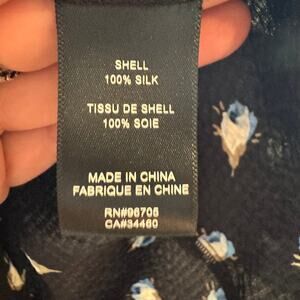 SHELL
100% SILK
TISSU DE SHELL
100% SOIE
MADE IN CHINA
FABRIQUE EN CHINE
RN#96705
CA#34460